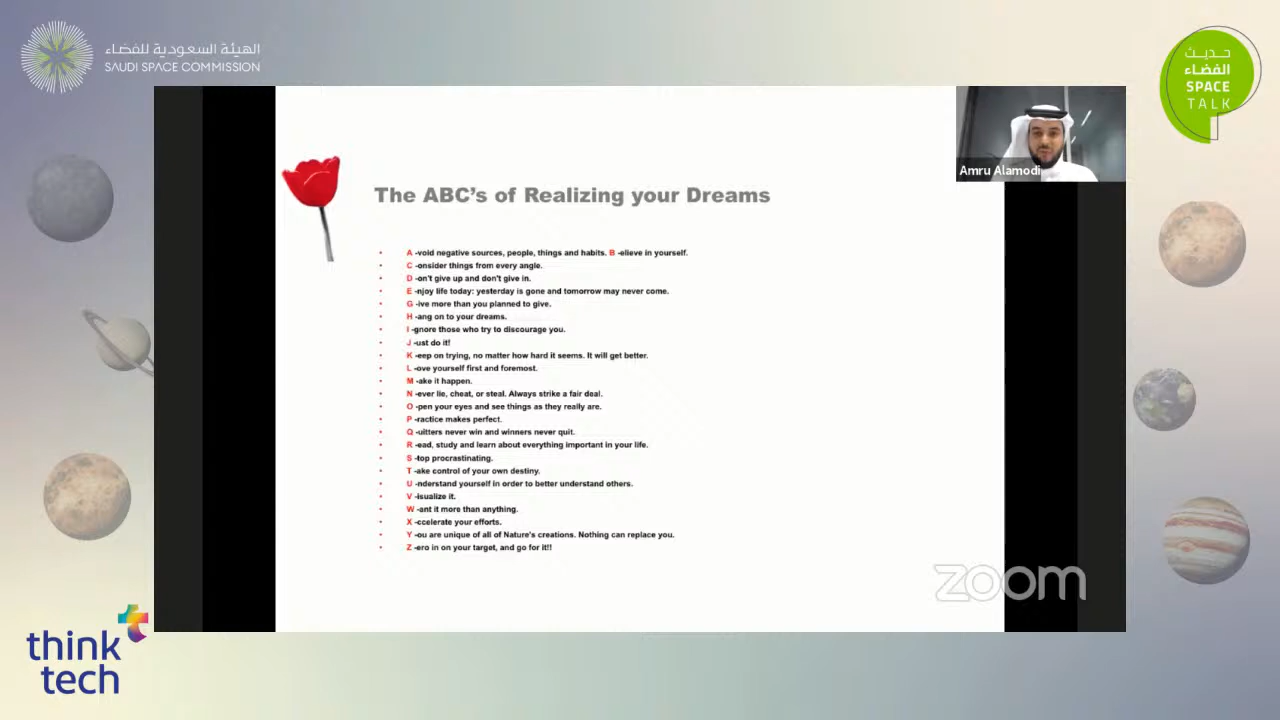 الهيئة السعودية للفضاء
SAUDI SPACE COMMISSION
حديث
الفضاء
SPACE
TALK
Amru Alamodi
The ABC's of Realizing your Dreams
• A -void negative sources, people, things and habits. B -elieve in yourself.
• C -onsider things from every angle.
• D -on't give up and don't give in.
• E -njoy life today: yesterday is gone and tomorrow may never come.
• G -ive more than you planned to give.
• H -ang on to your dreams.
• I -gnore those who try to discourage you.
• J -ust do it!
• K -eep on trying, no matter how hard it seems. It will get better.
• L -ove yourself first and foremost.
• M -ake it happen.
• N -ever lie, cheat, or steal. Always strike a fair deal.
• O -pen your eyes and see things as they really are.
• P -ractice makes perfect.
• Q -uitters never win and winners never quit.
• R -ead, study and learn about everything important in your life.
• S -top procrastinating.
• T -ake control of your own destiny.
• U -nderstand yourself in order to better understand others.
• V -isualize it.
• W -ant it more than anything.
• X -ccelerate your efforts.
• Y -ou are unique of all of Nature's creations. Nothing can replace you.
• Z -ero in on your target, and go for it!!
zoom
think
tech